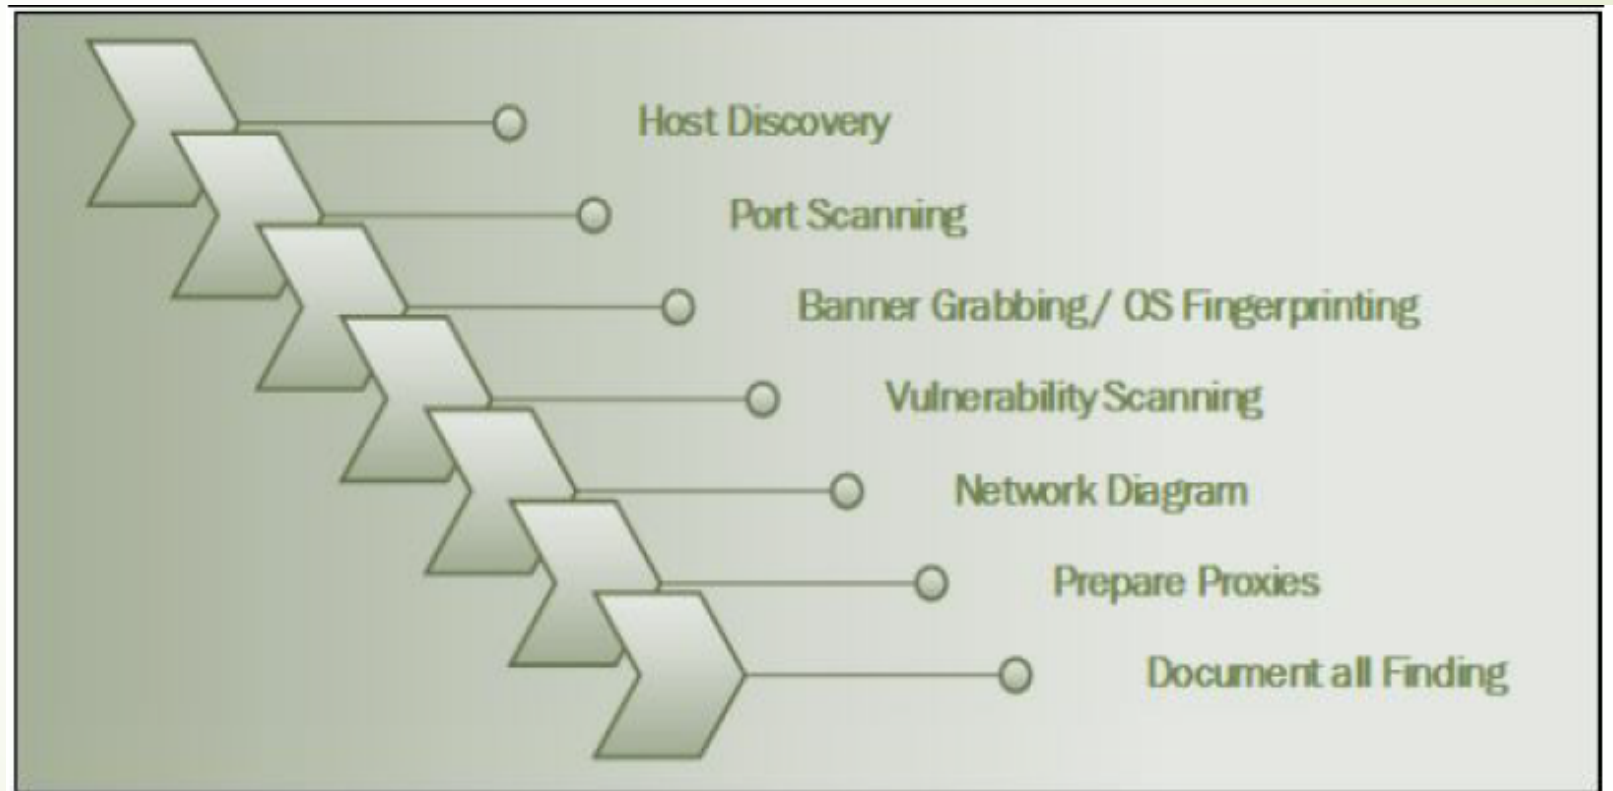 Host Discovery
Port Scanning
Banner Grabbing / OS Fingerprinting
Vulnerability Scanning
Network Diagram
Prepare Proxies
Document all Finding